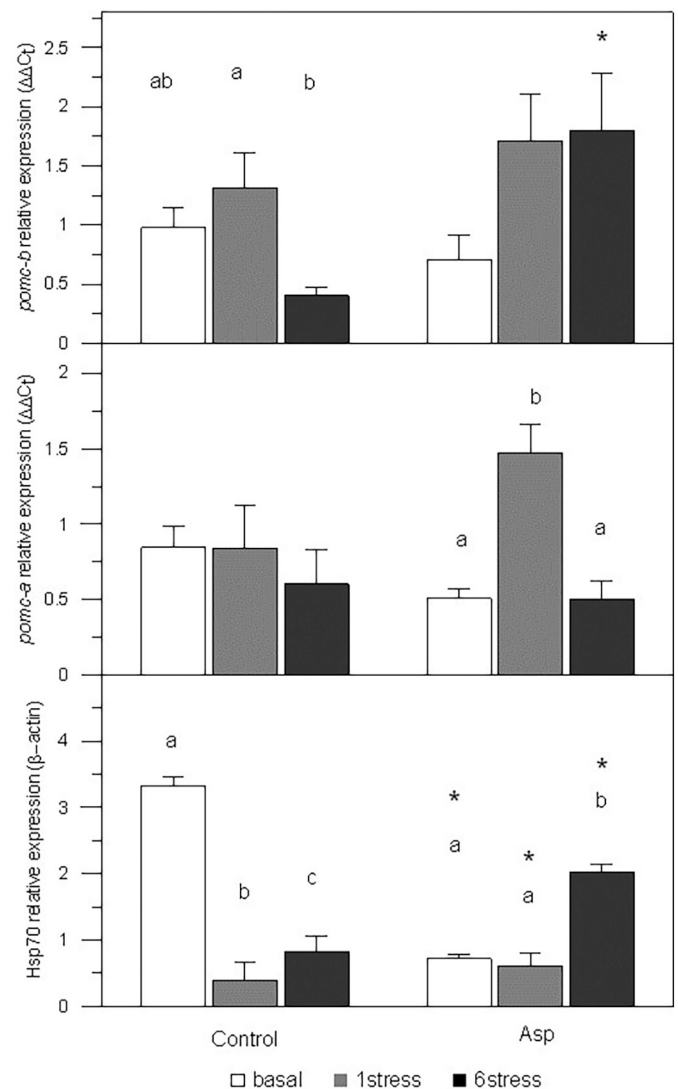 pomc-b relative expression (ΔΔCt)
2.5
2
1.5
1
0.5
0
ab
a
b
*
pomc-a relative expression (ΔΔCt)
2
1.5
1
0.5
0
a
b
a
Hsp70 relative expression (β–actin)
4
3
2
1
0
a
b
c
*
a
*
a
*
b
Control
Asp
basal 1stress 6stress